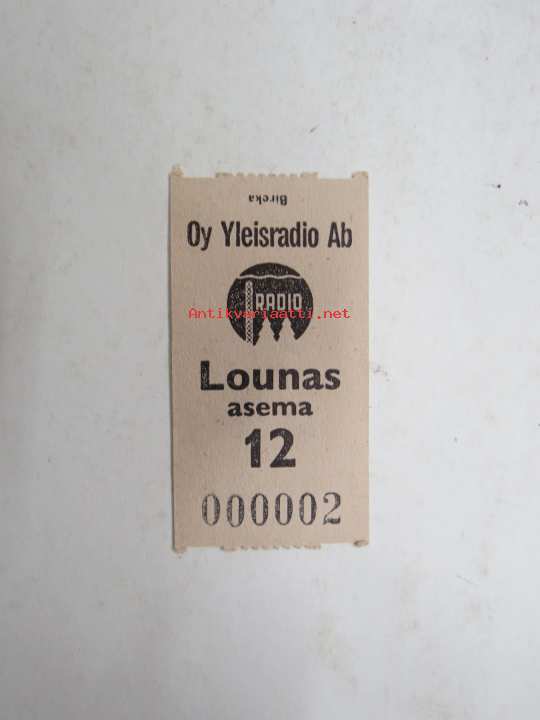 Bireka
Oy Yleisradio Ab
RADIO
Antikvariaatti.net
Lounas
asema
12
000002